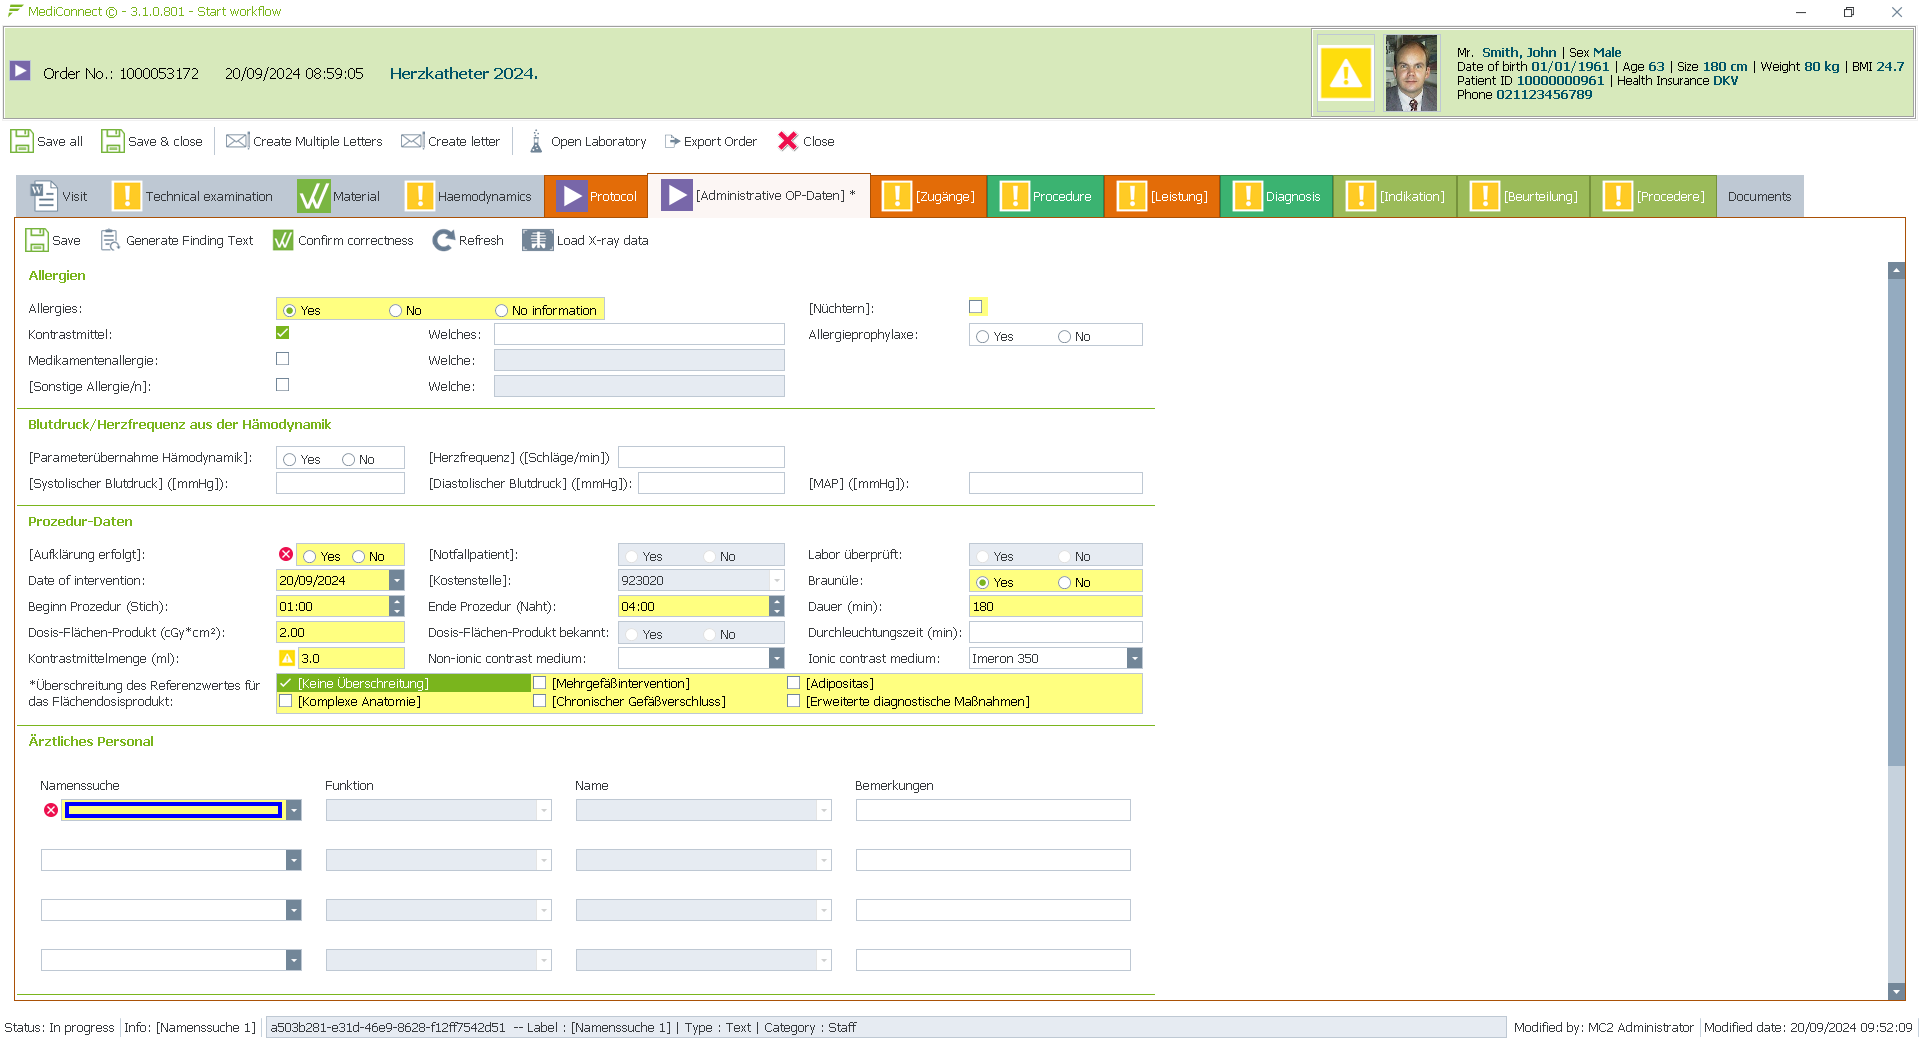 MediConnect © - 3.1.0.801 - Start workflow
Order No.: 1000053172 20/09/2024 08:59:05 Herzkatheter 2024.
Mr. Smith, John | Sex Male
Date of birth 01/01/1961 | Age 63 | Size 180 cm | Weight 80 kg | BMI 24.7
Patient ID 10000000961 | Health Insurance DKV
Phone 021123456789
Save all Save & close Create Multiple Letters Create letter Open Laboratory Export Order Close
Visit Technical examination Material Haemodynamics Protocol [Administrative OP-Daten] * [Zugänge] Procedure [Leistung] Diagnosis [Indikation] [Beurteilung] [Procedere] Documents
Save Generate Finding Text Confirm correctness Refresh Load X-ray data
Allergien
Allergies: Yes No No information [Nüchtern]:
Kontrastmittel: Welches: Allergieprophylaxe: Yes No
Medikamentenallergie: Welche:
[Sonstige Allergie/n]: Welche:
Blutdruck/Herzfrequenz aus der Hämodynamik
[Parameterübernahme Hämodynamik]: Yes No [Herzfrequenz] ([Schläge/min])
[Systolischer Blutdruck] ([mmHg]): [Diastolischer Blutdruck] ([mmHg]): [MAP] ([mmHg]):
Prozedur-Daten
[Aufklärung erfolgt]: Yes No [Notfallpatient]: Yes No Labor überprüft: Yes No
Date of intervention: 20/09/2024 [Kostenstelle]: 923020 Braunüle: Yes No
Beginn Prozedur (Stich): 01:00 Ende Prozedur (Naht): 04:00 Dauer (min): 180
Dosis-Flächen-Produkt (cGy*cm²): 2.00 Dosis-Flächen-Produkt bekannt: Yes No Durchleuchtungszeit (min):
Kontrastmittelmenge (ml): 3.0 Non-ionic contrast medium: Ionic contrast medium: Imeron 350
*Überschreitung des Referenzwertes für das Flächendosisprodukt:
[Keine Überschreitung] [Mehrgefäßintervention] [Adipositas]
[Komplexe Anatomie] [Chronischer Gefäßverschluss] [Erweiterte diagnostische Maßnahmen]
Ärztliches Personal
Namenssuche Funktion Name Bemerkungen
Status: In progress Info: [Namenssuche 1] a503b281-e31d-46e9-8628-f12ff7542d51 -- Label : [Namenssuche 1] | Type : Text | Category : Staff Modified by: MC2 Administrator Modified date: 20/09/2024 09:52:09